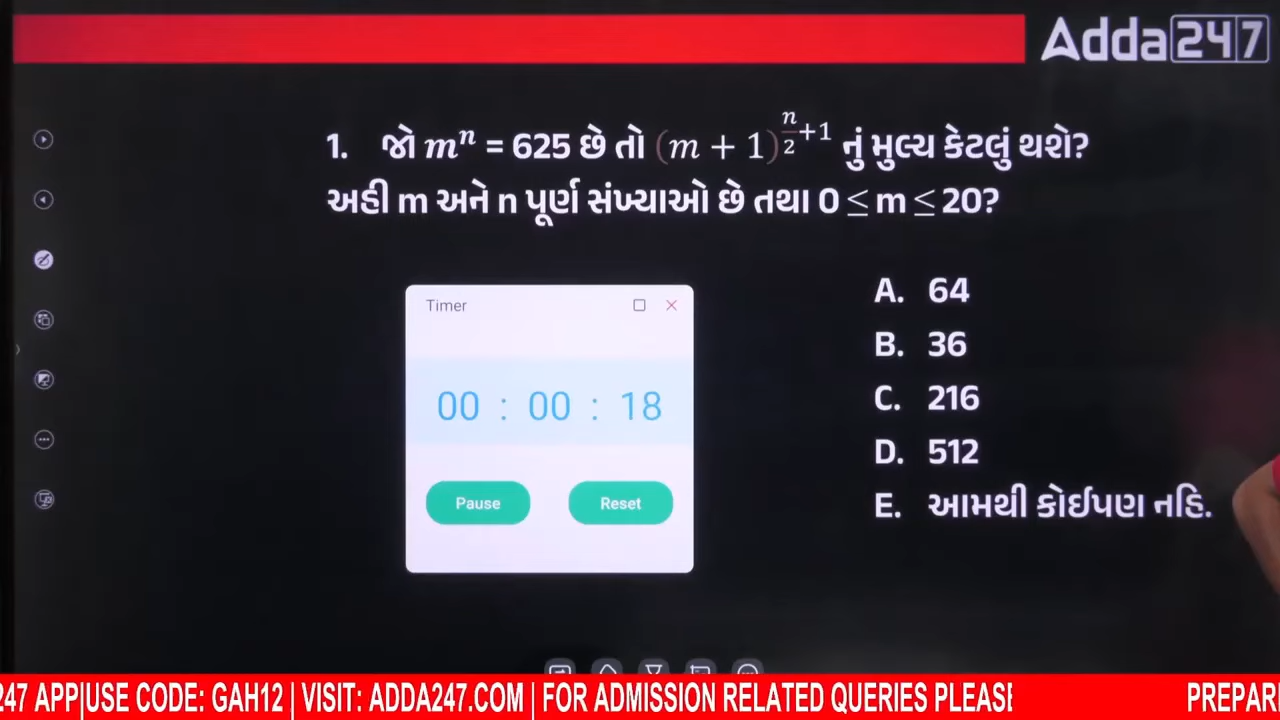 Adda247
1. જો mⁿ = 625 છે તો (m + 1)^(n/2+1) નું મુલ્ય કેટલું થશે?
અહી m અને n પૂર્ણ સંખ્યાઓ છે તથા 0 ≤ m ≤ 20?
Timer
00 : 00 : 18
Pause Reset
A. 64
B. 36
C. 216
D. 512
E. આમથી કોઈપણ નહિ.
247 APP|USE CODE: GAH12 | VISIT: ADDA247.COM | FOR ADMISSION RELATED QUERIES PLEASE